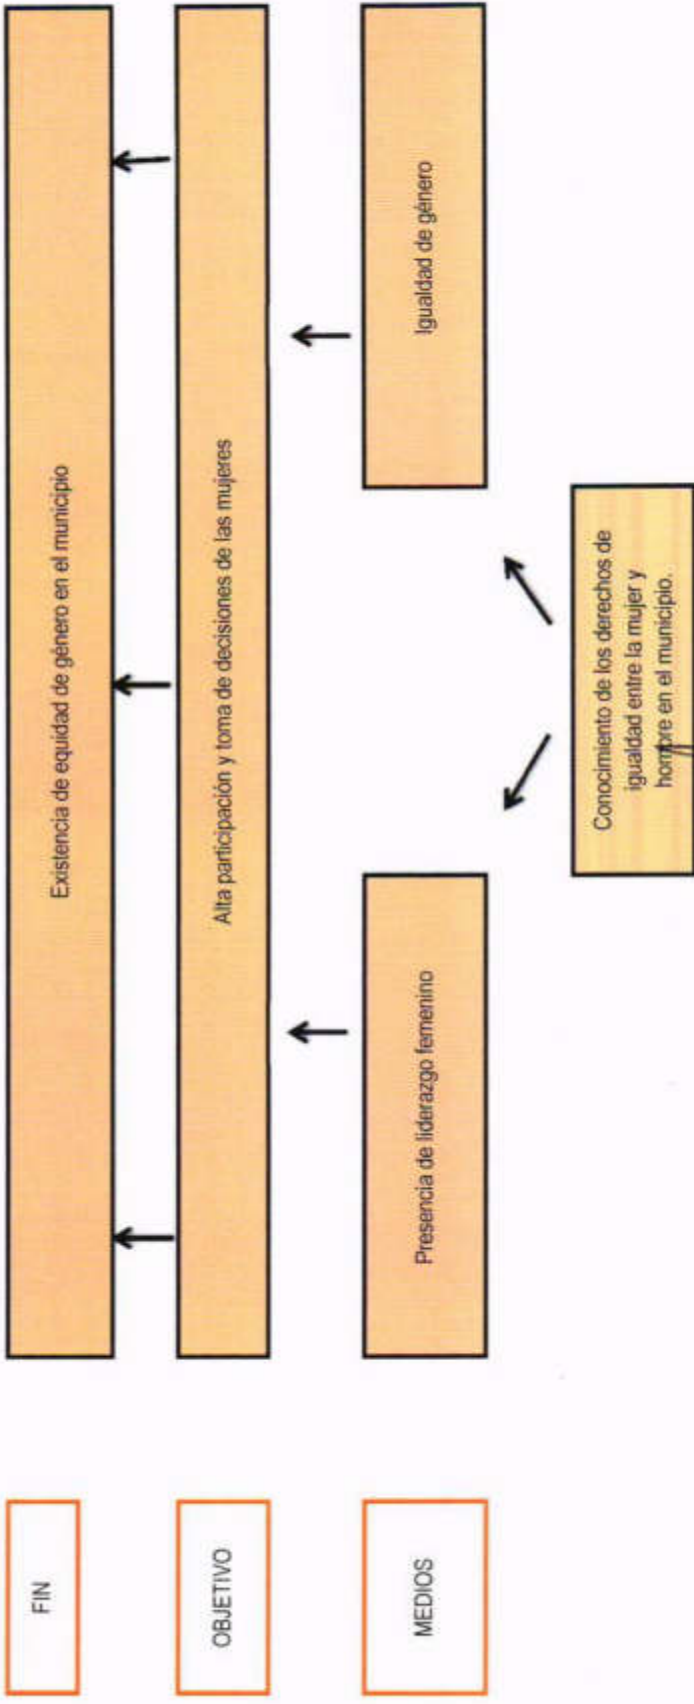 FIN
Existencia de equidad de género en el municipio
OBJETIVO
Alta participación y toma de decisiones de las mujeres
MEDIOS
Presencia de liderazgo femenino
Igualdad de género
Conocimiento de los derechos de
igualdad entre la mujer y
hombre en el municipio.